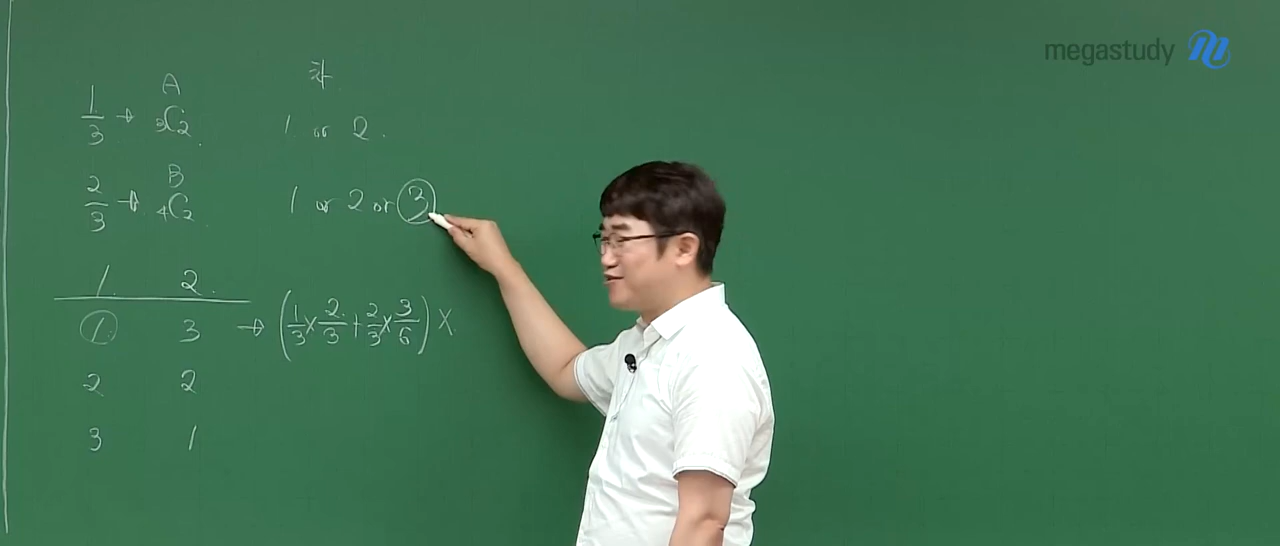 megastudy
A 차
1/3 → ₃C₂ 1 or 2.
B
2/3 → ₄C₂ 1 or 2 or 3
1 2
1 3 → (1/3 × 2/3 + 2/3 × 3/6) ×
2 2
3 1